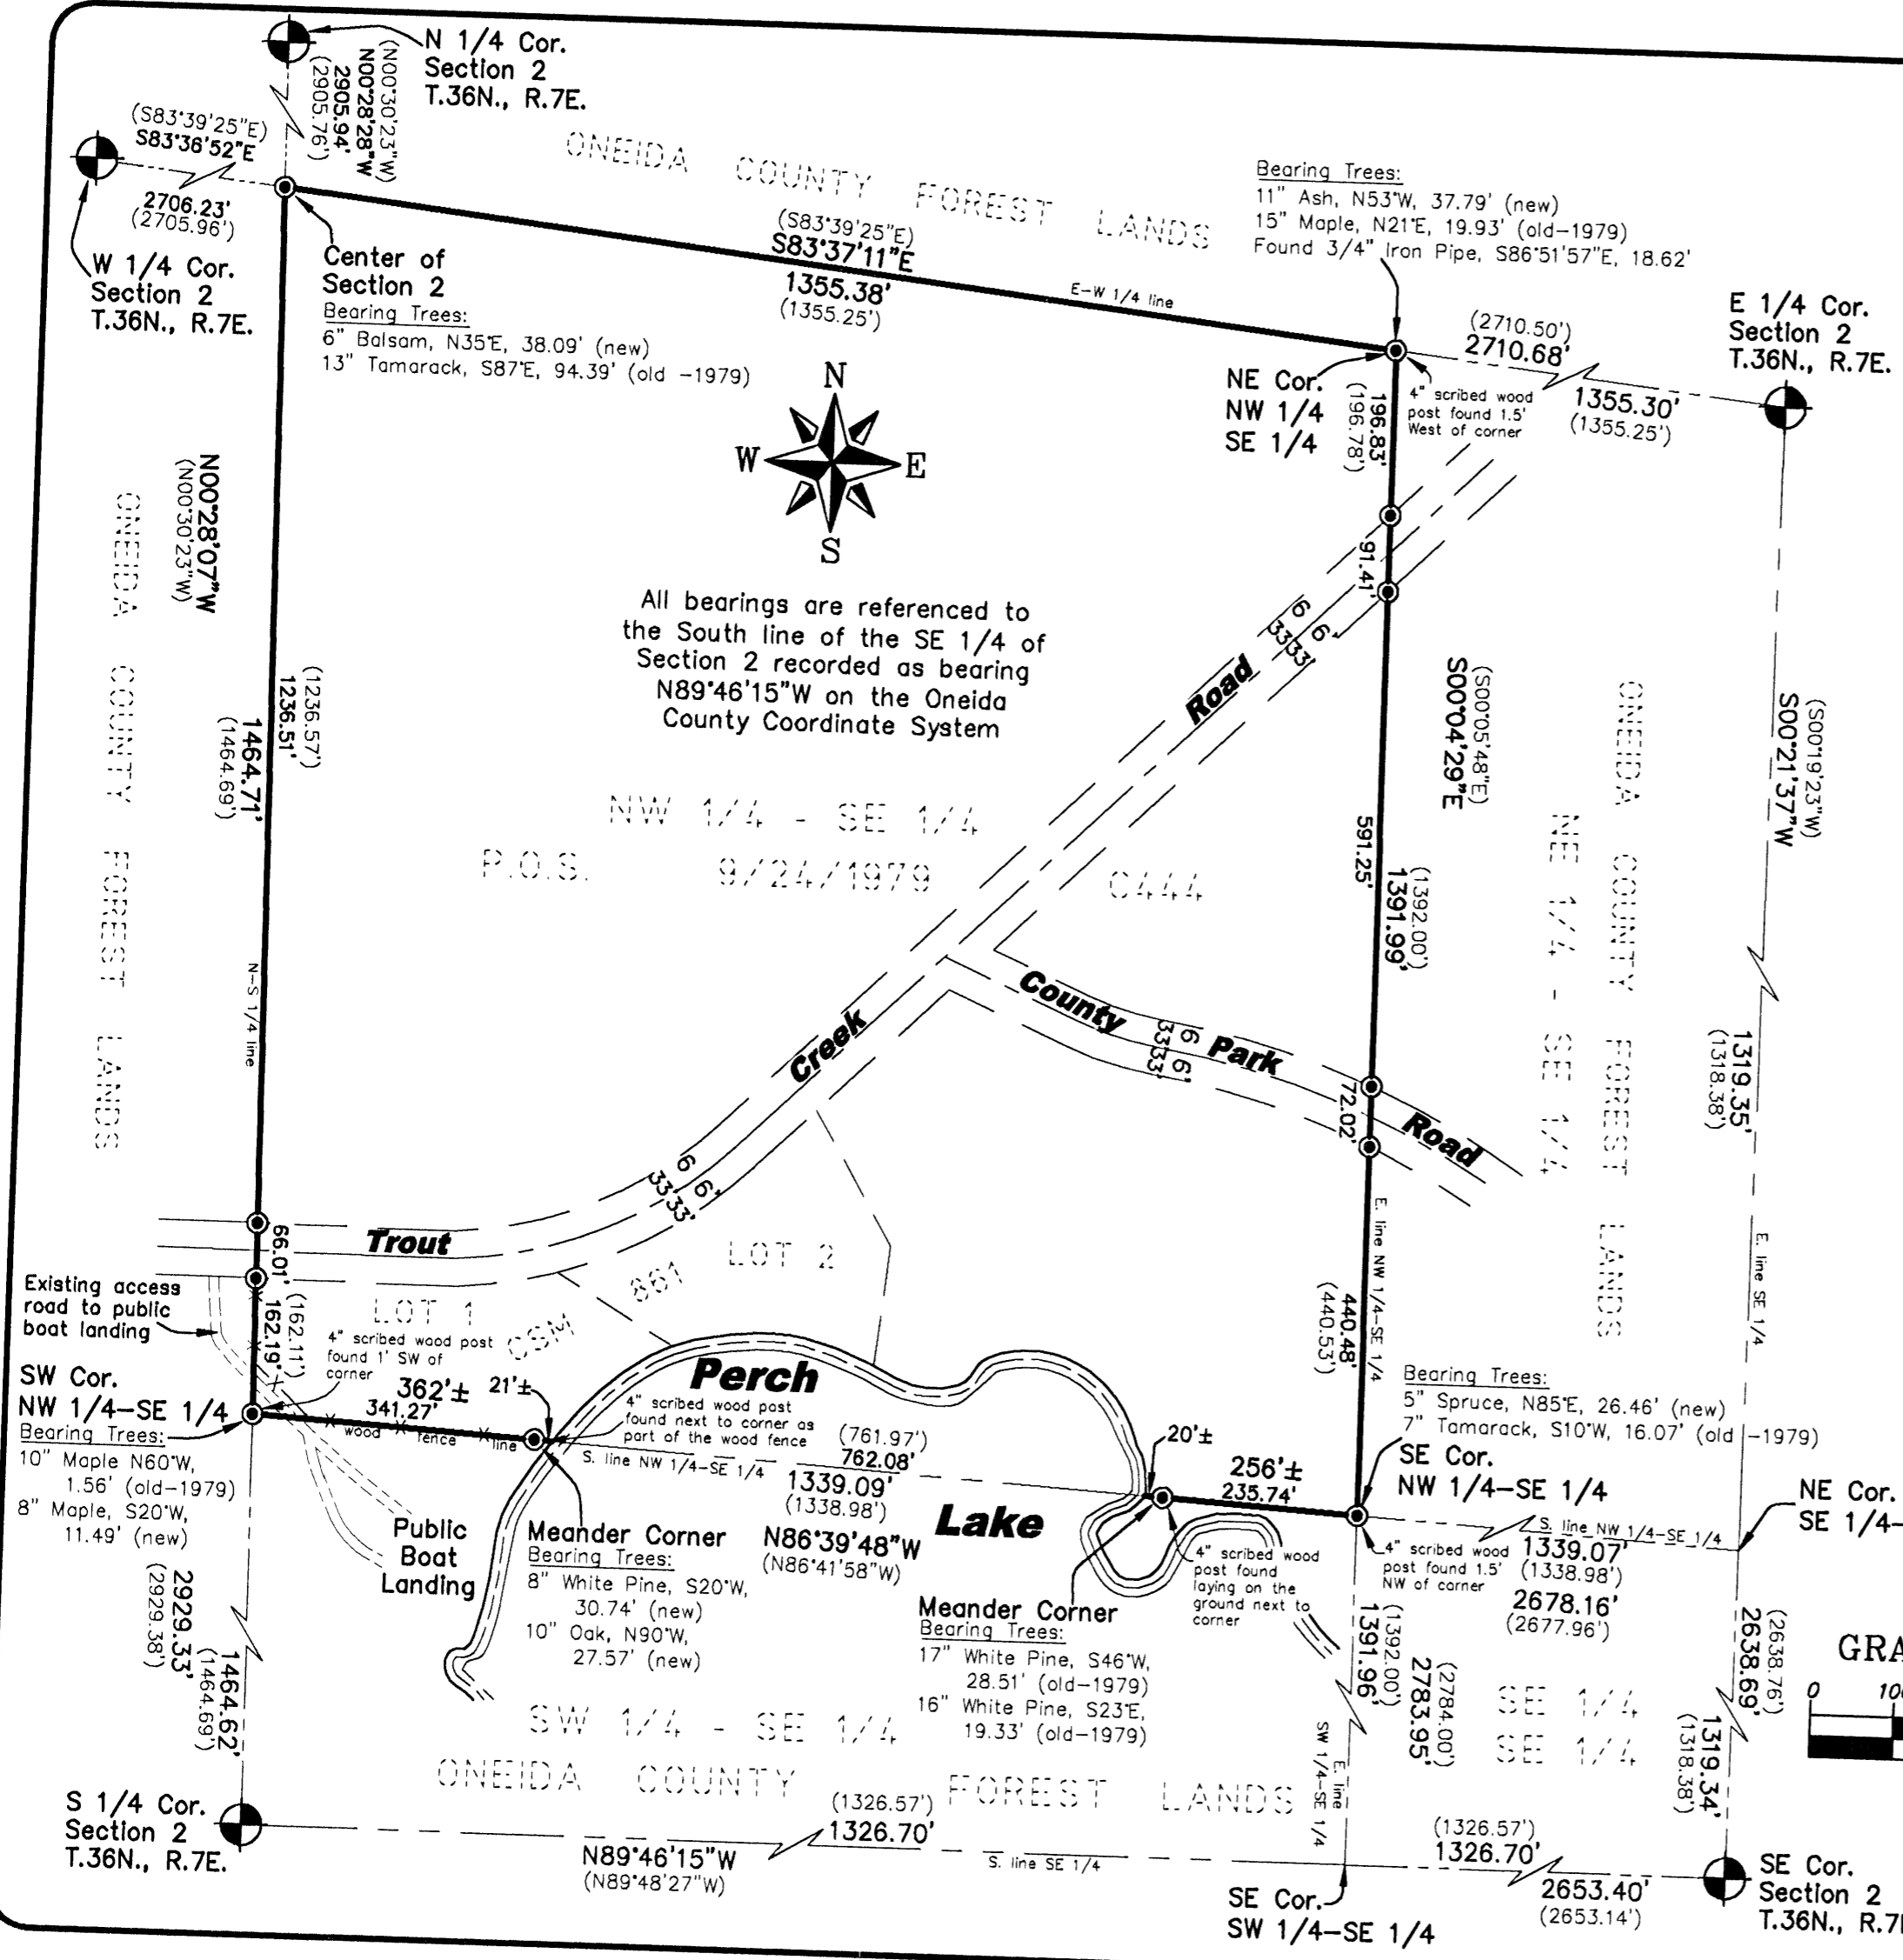 N 1/4 Cor.
Section 2
T.36N., R.7E.
(N00°30'23"W)
N00°28'28"W
2905.94'
(2905.76')
(S83°39'25"E)
S83°36'52"E
2706.23'
(2705.96')
W 1/4 Cor.
Section 2
T.36N., R.7E.
Center of
Section 2
Bearing Trees:
6" Balsam, N35°E, 38.09' (new)
13" Tamarack, S87°E, 94.39' (old -1979)
ONEIDA COUNTY FOREST LANDS
(S83°39'25"E)
S83°37'11"E
1355.38'
(1355.25')
E-W 1/4 line
Bearing Trees:
11" Ash, N53°W, 37.79' (new)
15" Maple, N21°E, 19.93' (old-1979)
Found 3/4" Iron Pipe, S86°51'57"E, 18.62'
E 1/4 Cor.
Section 2
T.36N., R.7E.
(2710.50')
2710.68'
1355.30'
(1355.25')
NE Cor.
NW 1/4
SE 1/4
4" scribed wood
post found 1.5'
West of corner
196.83'
(196.78')
91.41'
N
W
E
S
All bearings are referenced to
the South line of the SE 1/4 of
Section 2 recorded as bearing
N89°46'15"W on the Oneida
County Coordinate System
N00°28'07"W
(N00°30'23"W)
ONEIDA COUNTY FOREST LANDS
(1236.57')
1236.51'
1464.71'
(1464.69')
N-S 1/4 line
NW 1/4 - SE 1/4
P.O.S. 9/24/1979 C444
6 6'
33'33'
Road
Creek
Trout
6 6'
33'33'
County
Park
Road
6 6'
33'33'
(S00°05'48"E)
S00°04'29"E
591.25'
(1392.00')
1391.99'
72.02'
E. line NW 1/4-SE 1/4
440.48'
(440.53')
ONEIDA COUNTY FOREST LANDS
NE 1/4 - SE 1/4
(S00°19'23"W)
S00°21'37"W
1319.35'
(1318.38')
E. line SE 1/4
66.01'
(162.11')
162.19'
Existing access
road to public
boat landing
LOT 1
LOT 2
CSM 861
4" scribed wood post
found 1' SW of
corner
SW Cor.
NW 1/4-SE 1/4
Bearing Trees:
10" Maple N60°W,
1.56' (old-1979)
8" Maple, S20°W,
11.49' (new)
362'±
341.27'
21'±
wood fence line
Perch
4" scribed wood post
found next to corner as
part of the wood fence
S. line NW 1/4-SE 1/4
(761.97')
762.08'
1339.09'
(1338.98')
N86°39'48"W
(N86°41'58"W)
Lake
20'±
256'±
235.74'
Bearing Trees:
5" Spruce, N85°E, 26.46' (new)
7" Tamarack, S10°W, 16.07' (old-1979)
SE Cor.
NW 1/4-SE 1/4
NE Cor.
SE 1/4-
S. line NW 1/4-SE 1/4
4" scribed wood
post found 1.5'
NW of corner
1339.07'
(1338.98')
2678.16'
(2677.96')
Public
Boat
Landing
Meander Corner
Bearing Trees:
8" White Pine, S20°W,
30.74' (new)
10" Oak, N90°W,
27.57' (new)
4" scribed wood
post found
laying on the
ground next to
corner
Meander Corner
Bearing Trees:
17" White Pine, S46°W,
28.51' (old-1979)
16" White Pine, S23°E,
19.33' (old-1979)
2929.33'
(2929.38')
1464.62'
(1464.69')
(1392.00')
1391.96'
(2784.00')
2783.95'
E. line
SW 1/4-SE 1/4
SE 1/4
SE 1/4
(2638.76')
2638.69'
1319.34'
(1318.38')
GRA
0 10
SW 1/4 - SE 1/4
ONEIDA COUNTY FOREST LANDS
S 1/4 Cor.
Section 2
T.36N., R.7E.
(1326.57')
1326.70'
N89°46'15"W
(N89°48'27"W)
S. line SE 1/4
(1326.57')
1326.70'
2653.40'
(2653.14')
SE Cor.
SW 1/4-SE 1/4
SE Cor.
Section 2
T.36N., R.7E